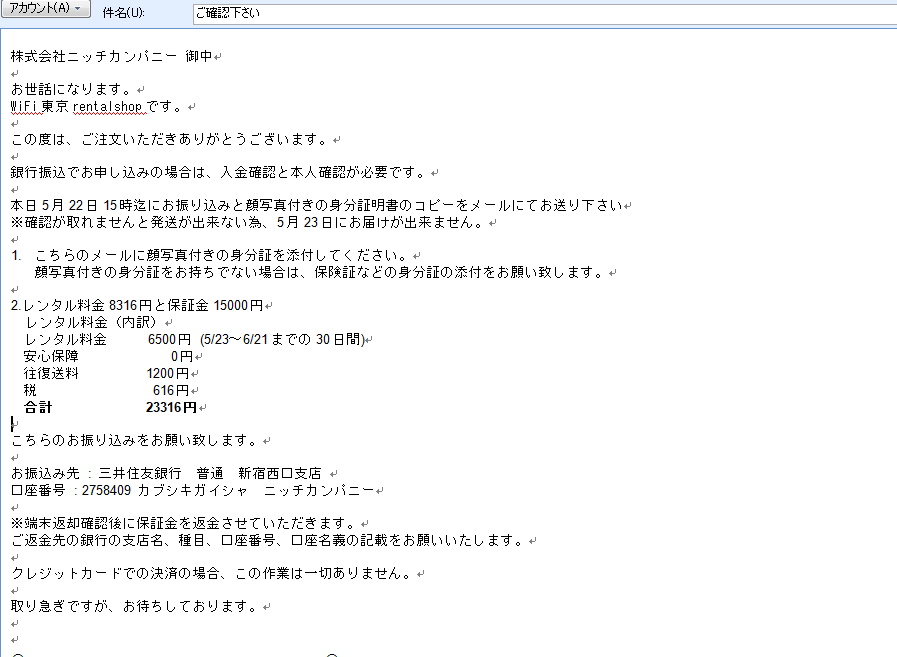 アカウント(A)
件名(U):
ご確認下さい
株式会社ニッチカンパニー 御中
お世話になります。
WiFi東京rentalshopです。
この度は、ご注文いただきありがとうございます。
銀行振込でお申し込みの場合は、入金確認と本人確認が必要です。
本日5月22日15時迄にお振り込みと顔写真付きの身分証明書のコピーをメールにてお送り下さい
※確認が取れませんと発送が出来ない為、5月23日にお届けが出来ません。
1. こちらのメールに顔写真付きの身分証を添付してください。
顔写真付きの身分証をお持ちでない場合は、保険証などの身分証の添付をお願い致します。
2.レンタル料金8316円と保証金15000円
レンタル料金（内訳）
レンタル料金 6500円 (5/23～6/21までの30日間)
安心保障 0円
往復送料 1200円
税 616円
合計 23316円
こちらのお振り込みをお願い致します。
お振込み先 : 三井住友銀行 普通 新宿西口支店
口座番号 : 2758409 カブシキガイシャ ニッチカンパニー
※端末返却確認後に保証金を返金させていただきます。
ご返金先の銀行の支店名、種目、口座番号、口座名義の記載をお願いいたします。
クレジットカードでの決済の場合、この作業は一切ありません。
取り急ぎですが、お待ちしております。